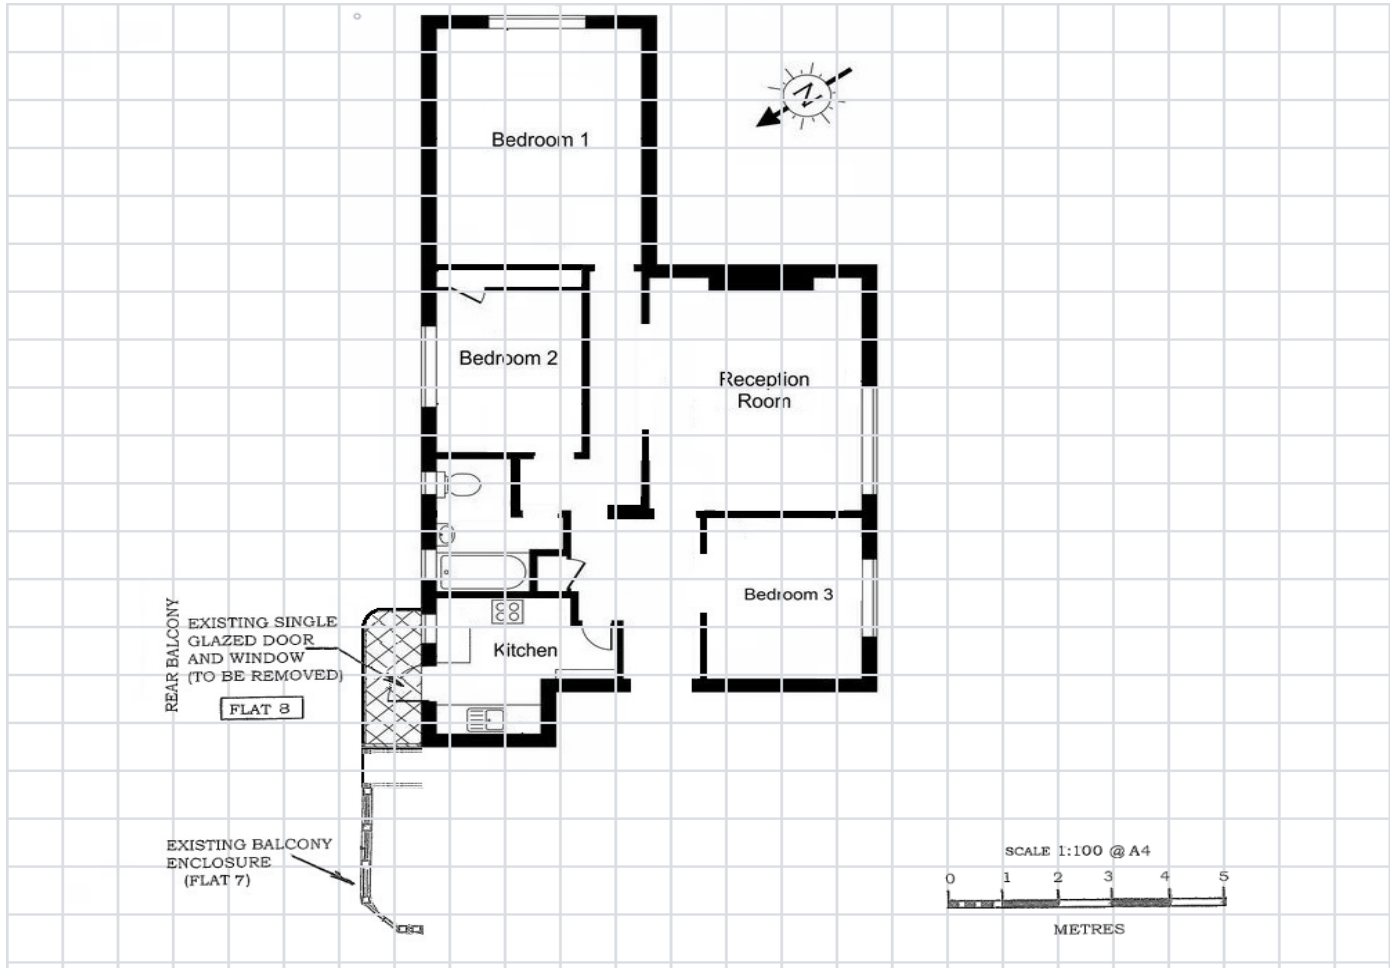 N
Bedroom 1
Bedroom 2
Reception
Room
Bedroom 3
Kitchen
REAR BALCONY
EXISTING SINGLE
GLAZED DOOR
AND WINDOW
(TO BE REMOVED)
FLAT 8
EXISTING BALCONY
ENCLOSURE
(FLAT 7)
SCALE 1:100 @ A4
0 1 2 3 4 5
METRES